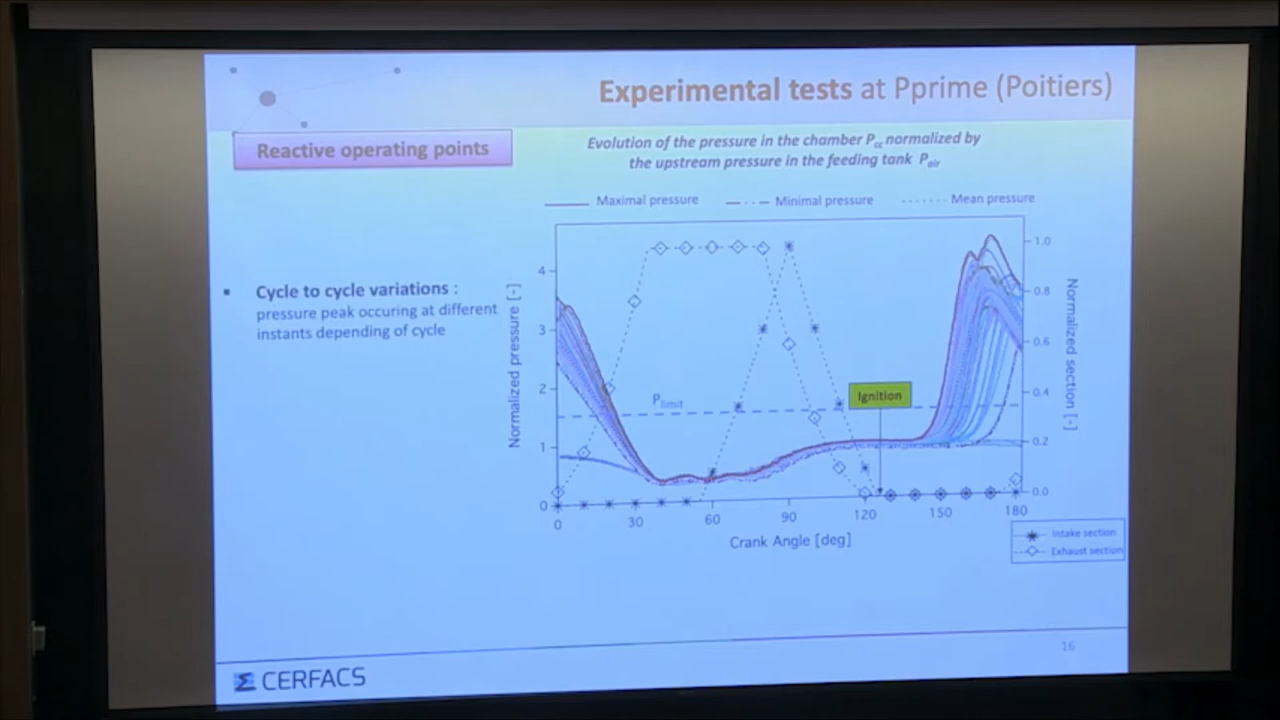 Experimental tests at Pprime (Poitiers)
Reactive operating points
Evolution of the pressure in the chamber Pcc normalized by
the upstream pressure in the feeding tank Pair
Maximal pressure
Minimal pressure
Mean pressure
Cycle to cycle variations :
pressure peak occuring at different
instants depending of cycle
Normalized pressure [-]
4
3
2
1
0
Plimit
Ignition
1.0
0.8
0.6
0.4
0.2
0.0
Normalized section [-]
0
30
60
90
120
150
180
Crank Angle [deg]
Intake section
Exhaust section
16
CERFACS